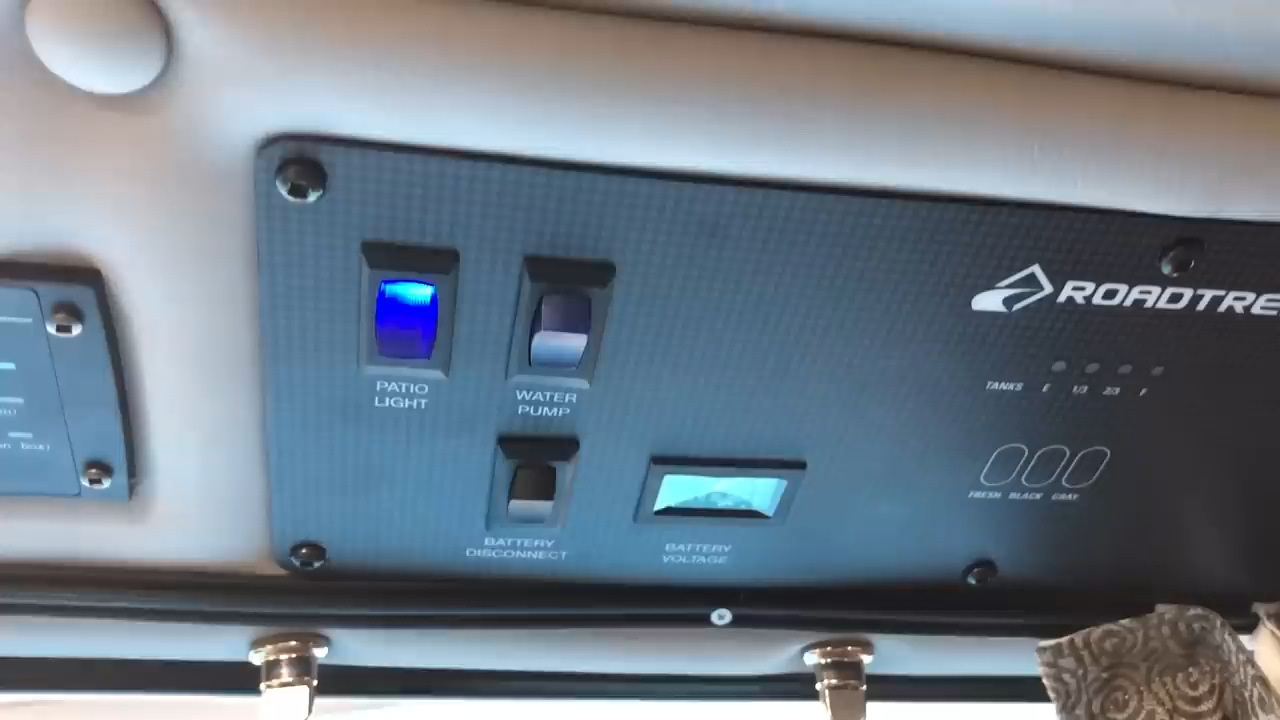 ROADTRE
PATIO
LIGHT
WATER
PUMP
TANKS E 1/3 2/3 F
BATTERY
DISCONNECT
BATTERY
VOLTAGE
FRESH BLACK GRAY